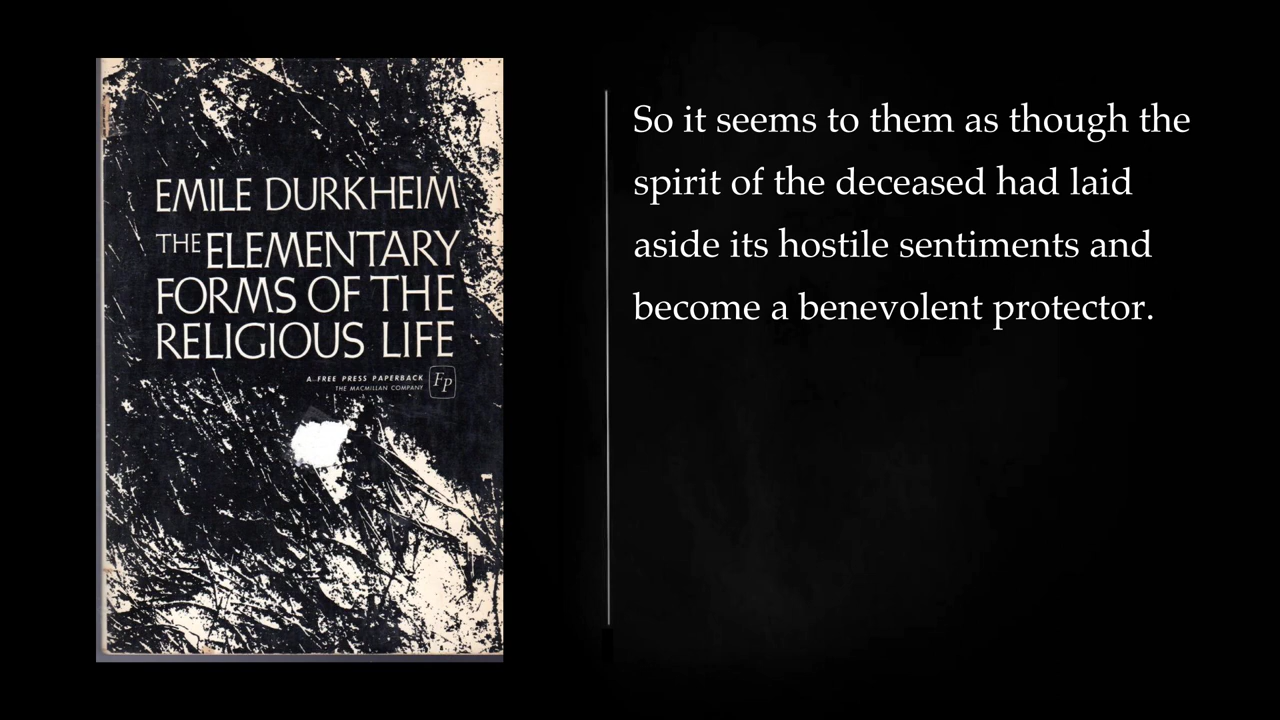 EMILE DURKHEIM
THE ELEMENTARY
FORMS OF THE
RELIGIOUS LIFE
A FREE PRESS PAPERBACK
THE MACMILLAN COMPANY
FP
So it seems to them as though the
spirit of the deceased had laid
aside its hostile sentiments and
become a benevolent protector.